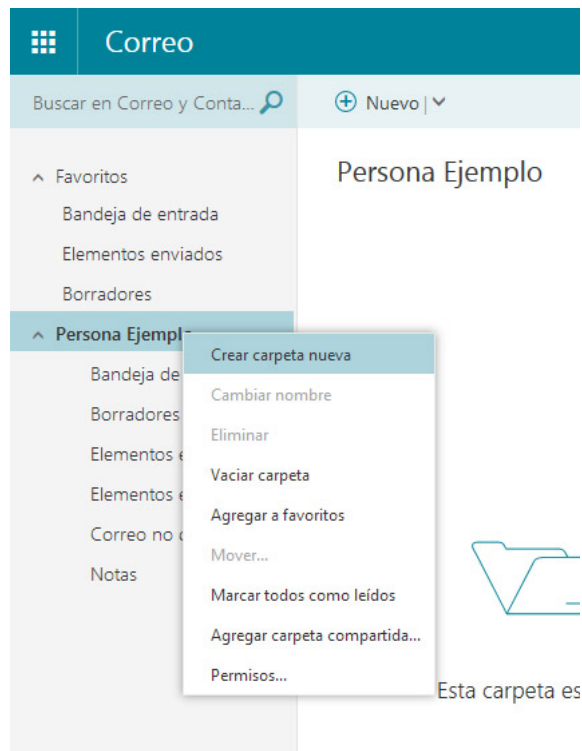 Correo
Buscar en Correo y Conta...
Nuevo
Favoritos
Bandeja de entrada
Elementos enviados
Borradores
Persona Ejemplo
Persona Ejempl
Bandeja de
Borradores
Elementos e
Elementos e
Correo no
Notas
Crear carpeta nueva
Cambiar nombre
Eliminar
Vaciar carpeta
Agregar a favoritos
Mover...
Marcar todos como leídos
Agregar carpeta compartida...
Permisos...
Esta carpeta es